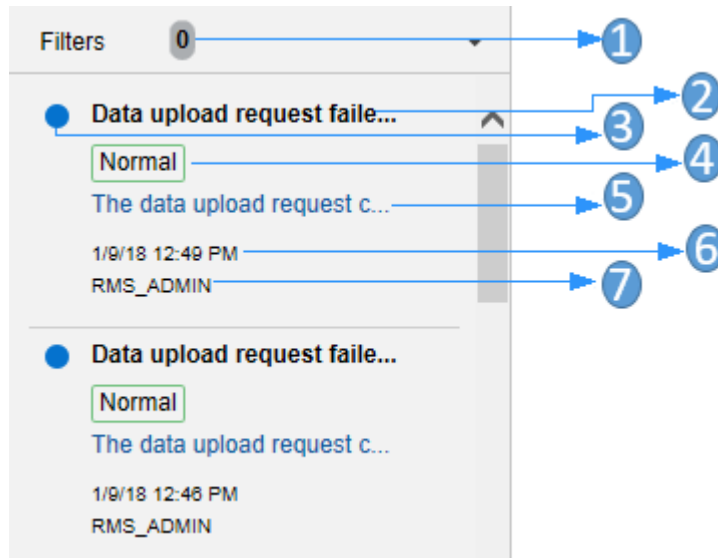 Filters 0 1
Data upload request faile... 2
3
Normal 4
The data upload request c... 5
1/9/18 12:49 PM 6
RMS_ADMIN 7
Data upload request faile...
Normal
The data upload request c...
1/9/18 12:46 PM
RMS_ADMIN